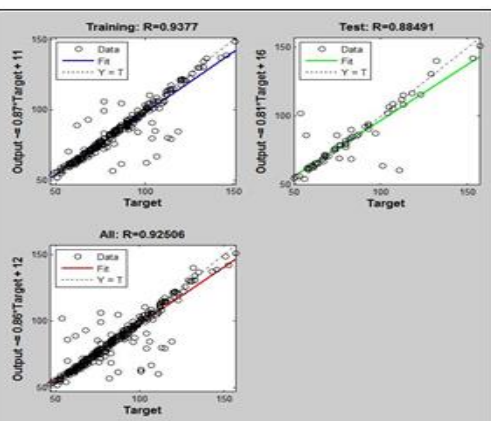 Training: R=0.9377
Output ~= 0.87*Target + 11
150
100
50
Data
Fit
Y = T
50
100
150
Target
Test: R=0.88491
Output ~= 0.81*Target + 16
150
100
50
Data
Fit
Y = T
50
100
150
Target
All: R=0.92506
Output ~= 0.86*Target + 12
150
100
50
Data
Fit
Y = T
50
100
150
Target